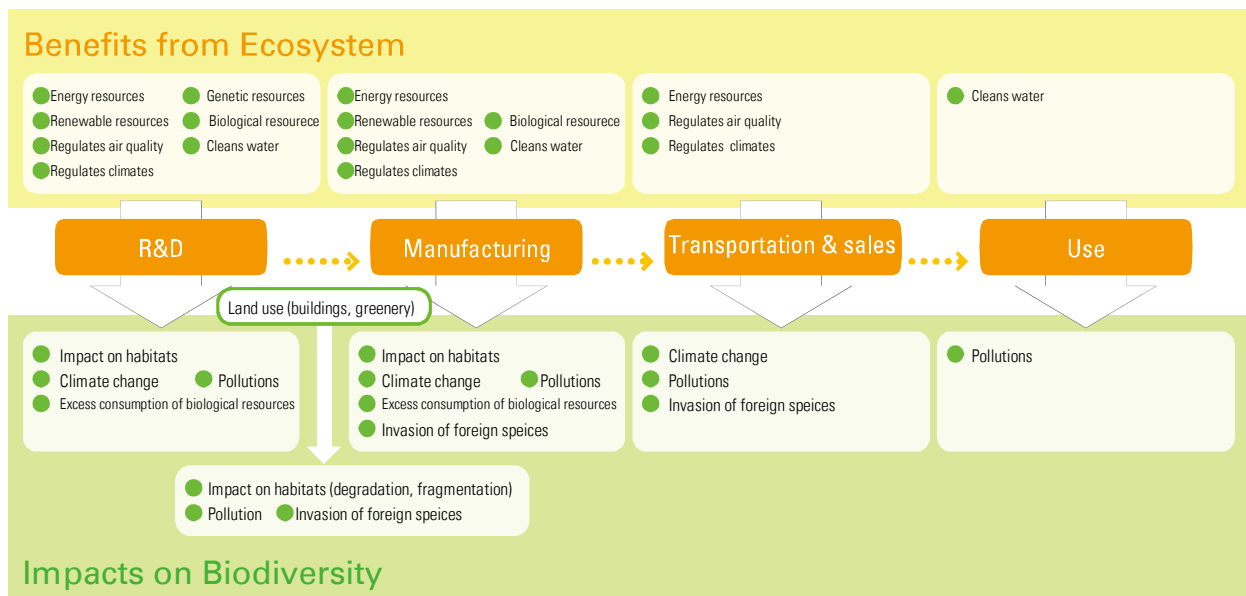 Benefits from Ecosystem
Energy resources
Genetic resources
Renewable resources
Biological resourece
Regulates air quality
Cleans water
Regulates climates
Energy resources
Renewable resources
Biological resourece
Regulates air quality
Cleans water
Regulates climates
Energy resources
Regulates air quality
Regulates climates
Cleans water
R&D
Manufacturing
Transportation & sales
Use
Land use (buildings, greenery)
Impact on habitats
Climate change
Pollutions
Excess consumption of biological resources
Impact on habitats
Climate change
Pollutions
Excess consumption of biological resources
Invasion of foreign speices
Climate change
Pollutions
Invasion of foreign speices
Pollutions
Impact on habitats (degradation, fragmentation)
Pollution
Invasion of foreign speices
Impacts on Biodiversity